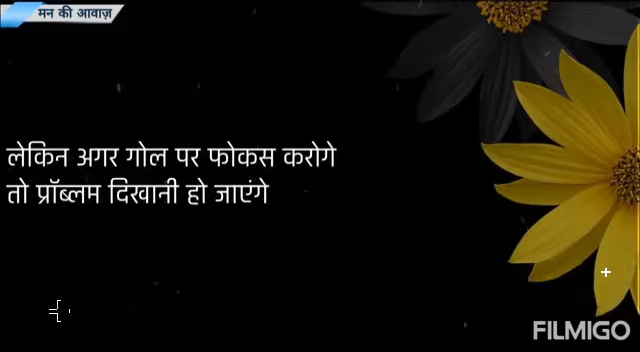 मन की आवाज़
लेकिन अगर गोल पर फोकस करोगे
तो प्रॉब्लम दिखानी हो जाएंगे
FILMIGO